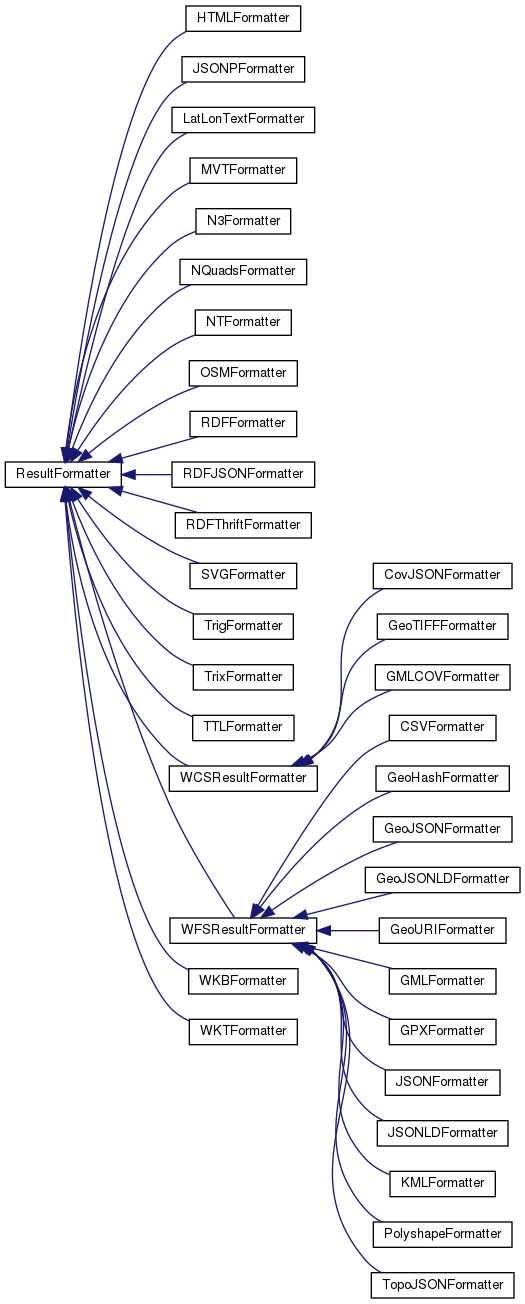 HTMLFormatter
JSONPFormatter
LatLonTextFormatter
MVTFormatter
N3Formatter
NQuadsFormatter
NTFormatter
OSMFormatter
RDFFormatter
ResultFormatter
RDFJSONFormatter
RDFThriftFormatter
SVGFormatter
CovJSONFormatter
TrigFormatter
GeoTIFFFormatter
TrixFormatter
GMLCOVFormatter
TTLFormatter
CSVFormatter
WCSResultFormatter
GeoHashFormatter
GeoJSONFormatter
GeoJSONLDFormatter
WFSResultFormatter
GeoURIFormatter
WKBFormatter
GMLFormatter
WKTFormatter
GPXFormatter
JSONFormatter
JSONLDFormatter
KMLFormatter
PolyshapeFormatter
TopoJSONFormatter